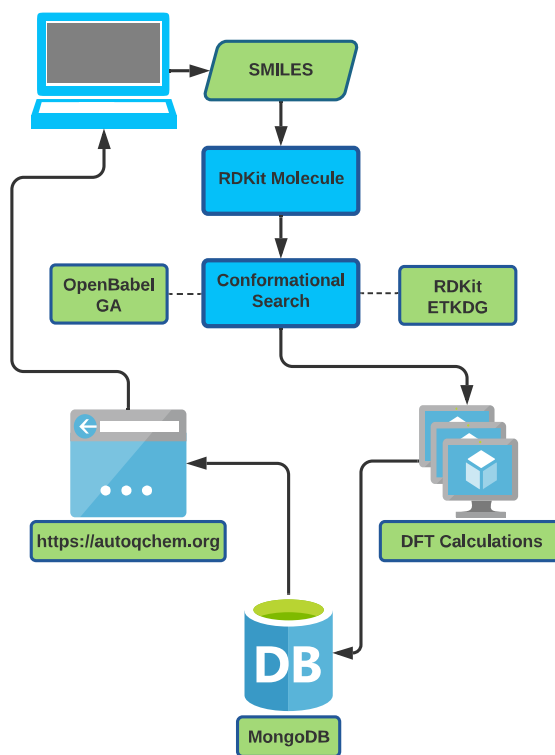 SMILES
RDKit Molecule
OpenBabel
GA
Conformational
Search
RDKit
ETKDG
https://autoqchem.org
DFT Calculations
DB
MongoDB